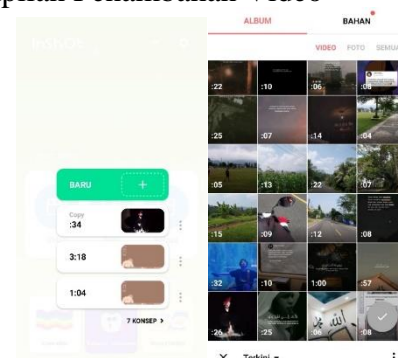 Penambahan Video
BARU
Copy
:34
3:18
1:04
7 KONSEP >
ALBUM
BAHAN
VIDEO
FOTO
SEMUA
:22
:10
:06
:08
:25
:07
:14
:04
:05
:13
:22
:07
:15
:09
:12
:08
:32
:10
1:00
:57
:26
:25
:06
:08
Terkini